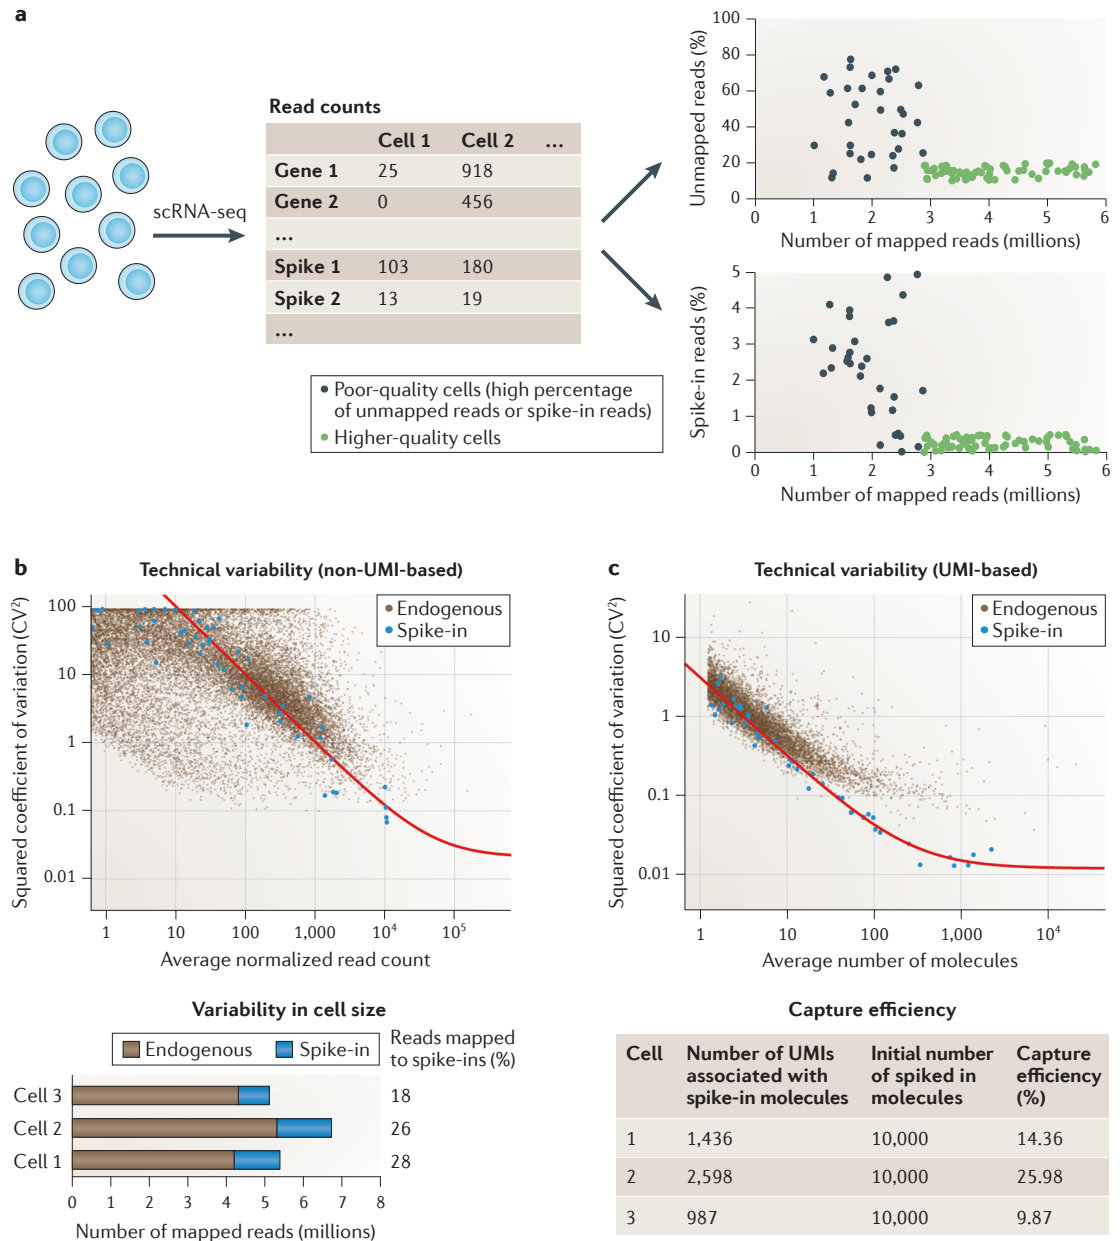 a
scRNA-seq
Read counts
Cell 1 Cell 2 ...
Gene 1 25 918
Gene 2 0 456
...
Spike 1 103 180
Spike 2 13 19
...
Poor-quality cells (high percentage
of unmapped reads or spike-in reads)
Higher-quality cells
Unmapped reads (%)
100
80
60
40
20
0
0 1 2 3 4 5 6
Number of mapped reads (millions)
Spike-in reads (%)
5
4
3
2
1
0
0 1 2 3 4 5 6
Number of mapped reads (millions)
b
Technical variability (non-UMI-based)
Endogenous
Spike-in
Squared coefficient of variation (CV²)
100
10
1
0.1
0.01
1 10 100 1,000 10⁴ 10⁵
Average normalized read count
Variability in cell size
Endogenous Spike-in
Reads mapped
to spike-ins (%)
Cell 3 18
Cell 2 26
Cell 1 28
0 1 2 3 4 5 6 7 8
Number of mapped reads (millions)
c
Technical variability (UMI-based)
Endogenous
Spike-in
Squared coefficient of variation (CV²)
10
1
0.1
0.01
1 10 100 1,000 10⁴
Average number of molecules
Capture efficiency
Cell Number of UMIs associated with spike-in molecules Initial number of spiked in molecules Capture efficiency (%)
1 1,436 10,000 14.36
2 2,598 10,000 25.98
3 987 10,000 9.87